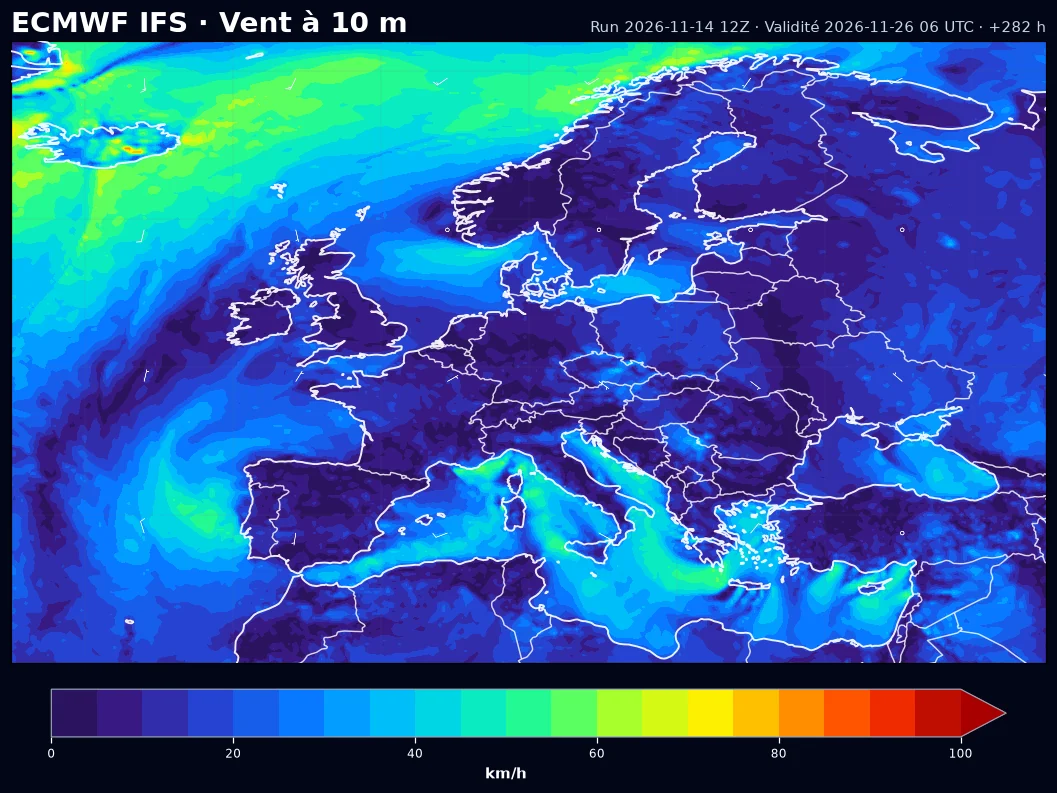 ECMWF IFS · Vent à 10 m
Run 2026-11-14 12Z · Validité 2026-11-26 06 UTC · +282 h
0 20 40 60 80 100
km/h